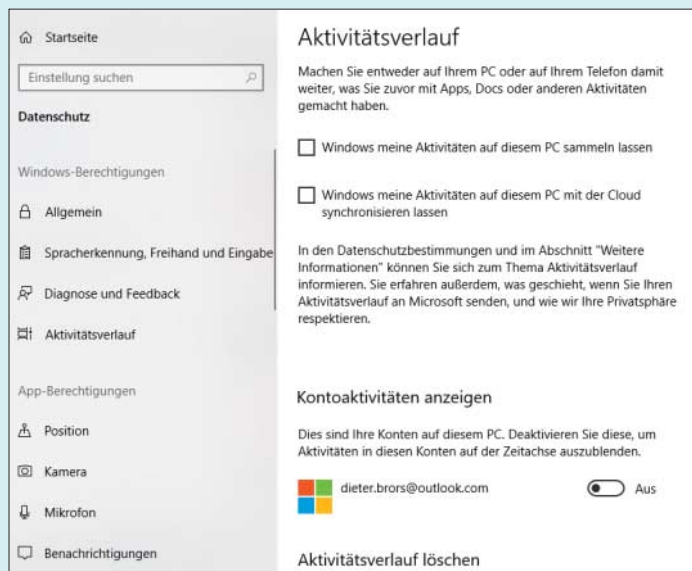 Startseite
Einstellung suchen
Datenschutz
Windows-Berechtigungen
Allgemein
Spracherkennung, Freihand und Eingabe
Diagnose und Feedback
Aktivitätsverlauf
App-Berechtigungen
Position
Kamera
Mikrofon
Benachrichtigungen
Aktivitätsverlauf
Machen Sie entweder auf Ihrem PC oder auf Ihrem Telefon damit
weiter, was Sie zuvor mit Apps, Docs oder anderen Aktivitäten
gemacht haben.
Windows meine Aktivitäten auf diesem PC sammeln lassen
Windows meine Aktivitäten auf diesem PC mit der Cloud
synchronisieren lassen
In den Datenschutzbestimmungen und im Abschnitt "Weitere
Informationen" können Sie sich zum Thema Aktivitätsverlauf
informieren. Sie erfahren außerdem, was geschieht, wenn Sie Ihren
Aktivitätsverlauf an Microsoft senden, und wie wir Ihre Privatsphäre
respektieren.
Kontoaktivitäten anzeigen
Dies sind Ihre Konten auf diesem PC. Deaktivieren Sie diese, um
Aktivitäten in diesen Konten auf der Zeitachse auszublenden.
dieter.brors@outlook.com
Aus
Aktivitätsverlauf löschen